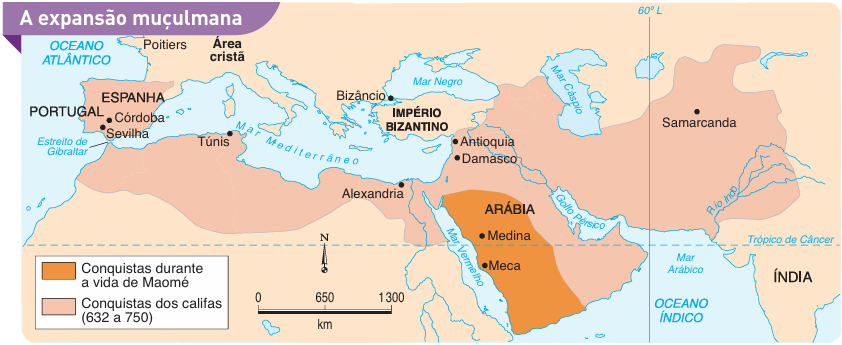 A expansão muçulmana
60º L
OCEANO
ATLÂNTICO
Poitiers
Área
cristã
Mar Negro
Mar Cáspio
Bizâncio
IMPÉRIO
BIZANTINO
ESPANHA
PORTUGAL
Córdoba
Sevilha
Estreito de
Gibraltar
Túnis
Mar Mediterrâneo
Antioquia
Damasco
Samarcanda
Alexandria
ARÁBIA
Golfo Pérsico
Rio Indo
Medina
Mar Vermelho
Meca
Trópico de Câncer
Mar
Arábico
ÍNDIA
OCEANO
ÍNDICO
N
Conquistas durante
a vida de Maomé
Conquistas dos califas
(632 a 750)
0 650 1.300
km